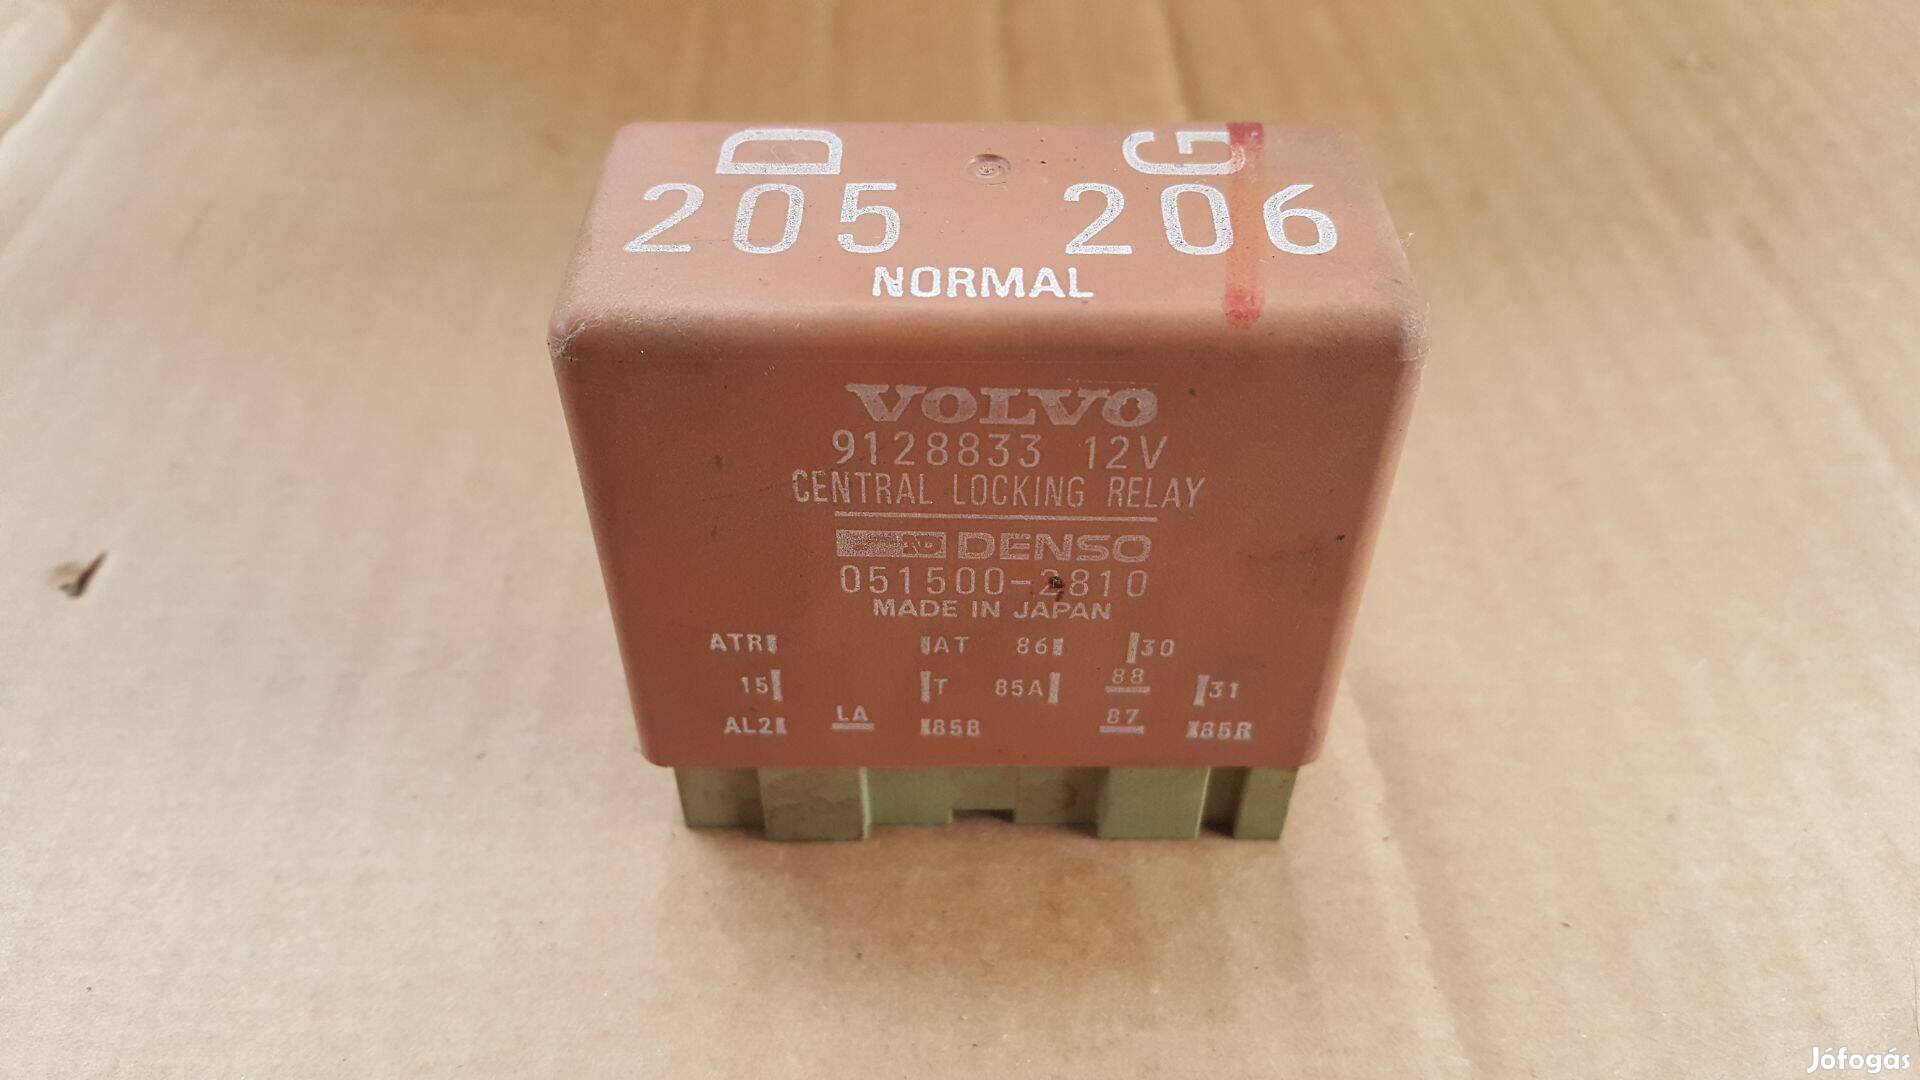 D G
205 206
NORMAL
VOLVO
9128833 12V
CENTRAL LOCKING RELAY
ND DENSO
051500-2810
MADE IN JAPAN
ATR AT 86 30
15 T 85A 88 31
AL2 LA 85B 87 85R
Jófogás